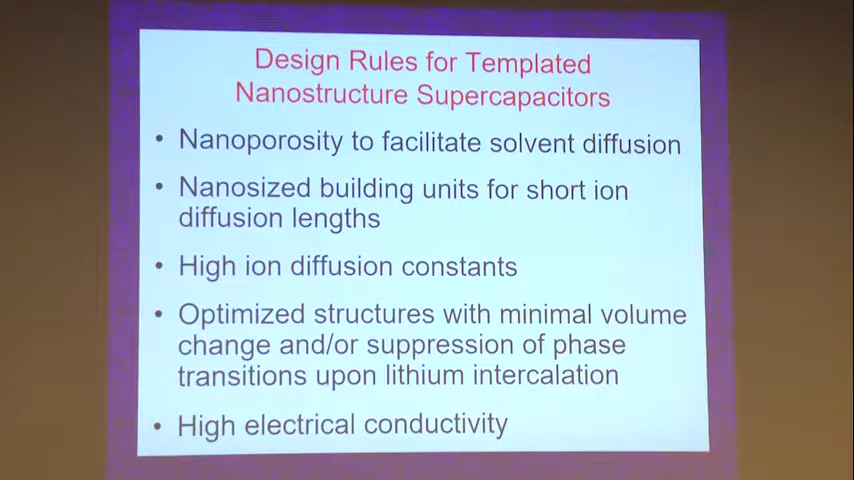 Design Rules for Templated
Nanostructure Supercapacitors
• Nanoporosity to facilitate solvent diffusion
• Nanosized building units for short ion
diffusion lengths
• High ion diffusion constants
• Optimized structures with minimal volume
change and/or suppression of phase
transitions upon lithium intercalation
• High electrical conductivity